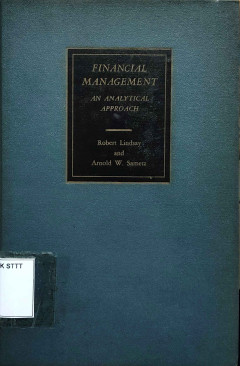 FINANCIAL
MANAGEMENT
AN ANALYTICAL
APPROACH
Robert Lindsay
and
Arnold W. Sametz
K STTT